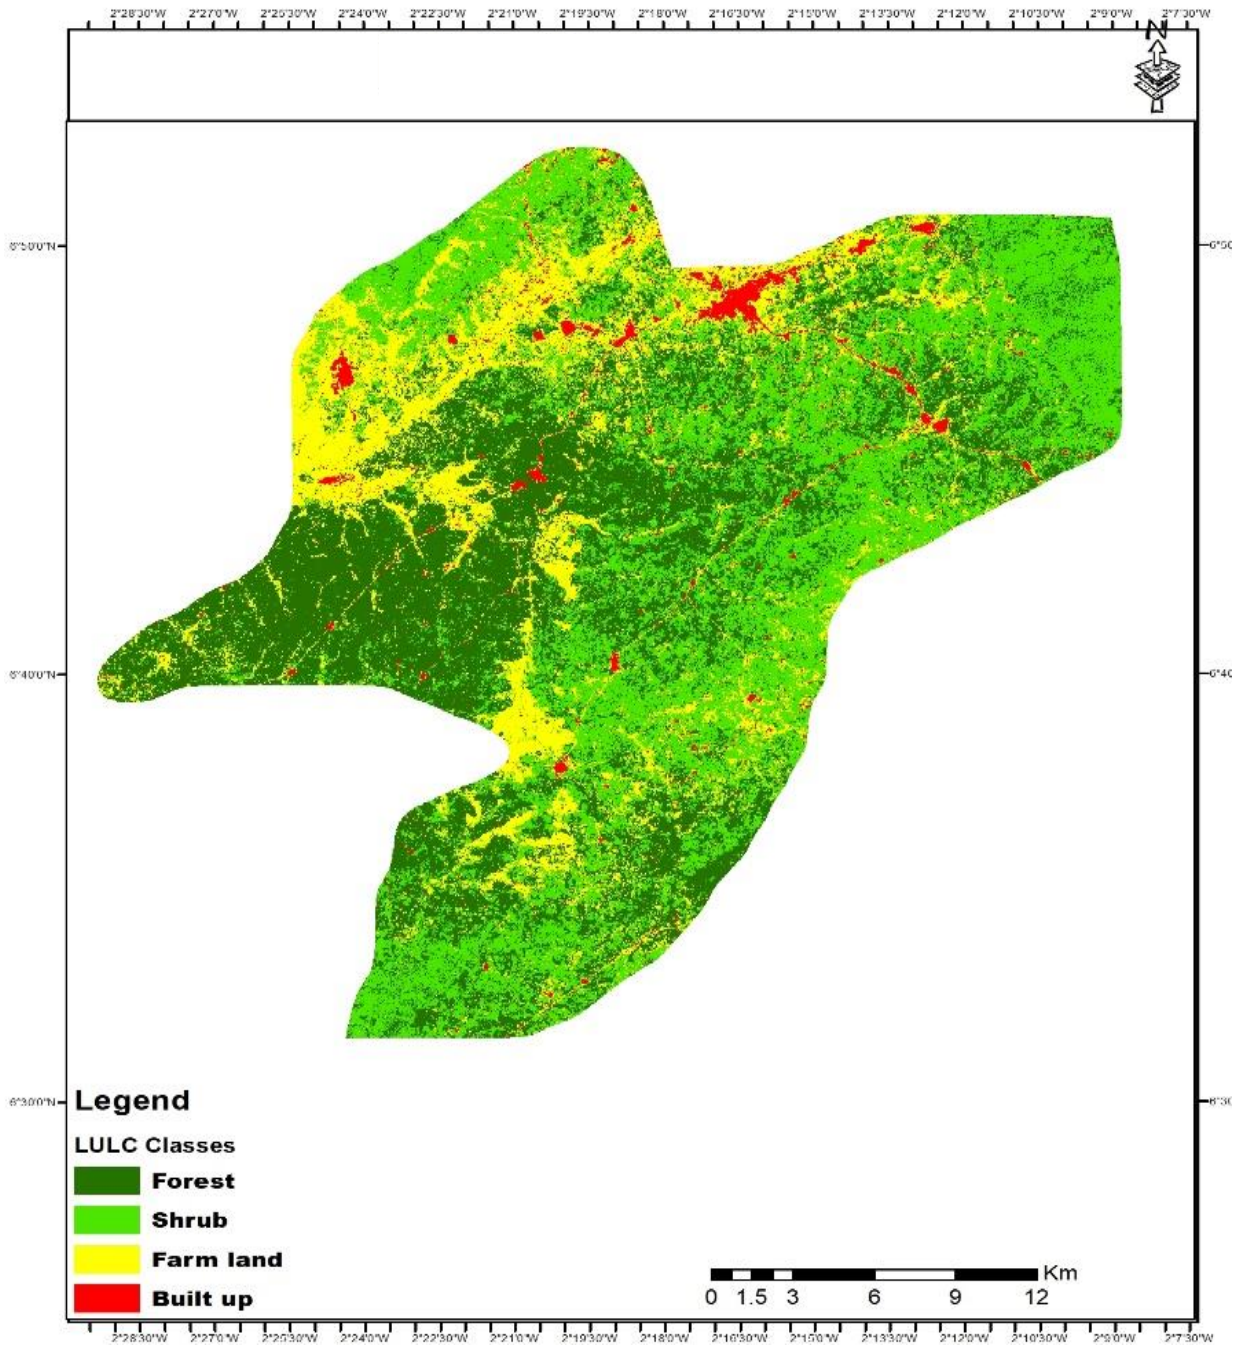 2°28'30"W 2°27'0"W 2°25'30"W 2°24'0"W 2°22'30"W 2°21'0"W 2°19'30"W 2°18'0"W 2°16'30"W 2°15'0"W 2°13'30"W 2°12'0"W 2°10'30"W 2°9'0"W 2°7'30"W
N
6°50'0"N 6°50
6°40'0"N 6°40
6°30'0"N 6°30
Legend
LULC Classes
Forest
Shrub
Farm land
Built up
Km
0 1.5 3 6 9 12
2°28'30"W 2°27'0"W 2°25'30"W 2°24'0"W 2°22'30"W 2°21'0"W 2°19'30"W 2°18'0"W 2°16'30"W 2°15'0"W 2°13'30"W 2°12'0"W 2°10'30"W 2°9'0"W 2°7'30"W